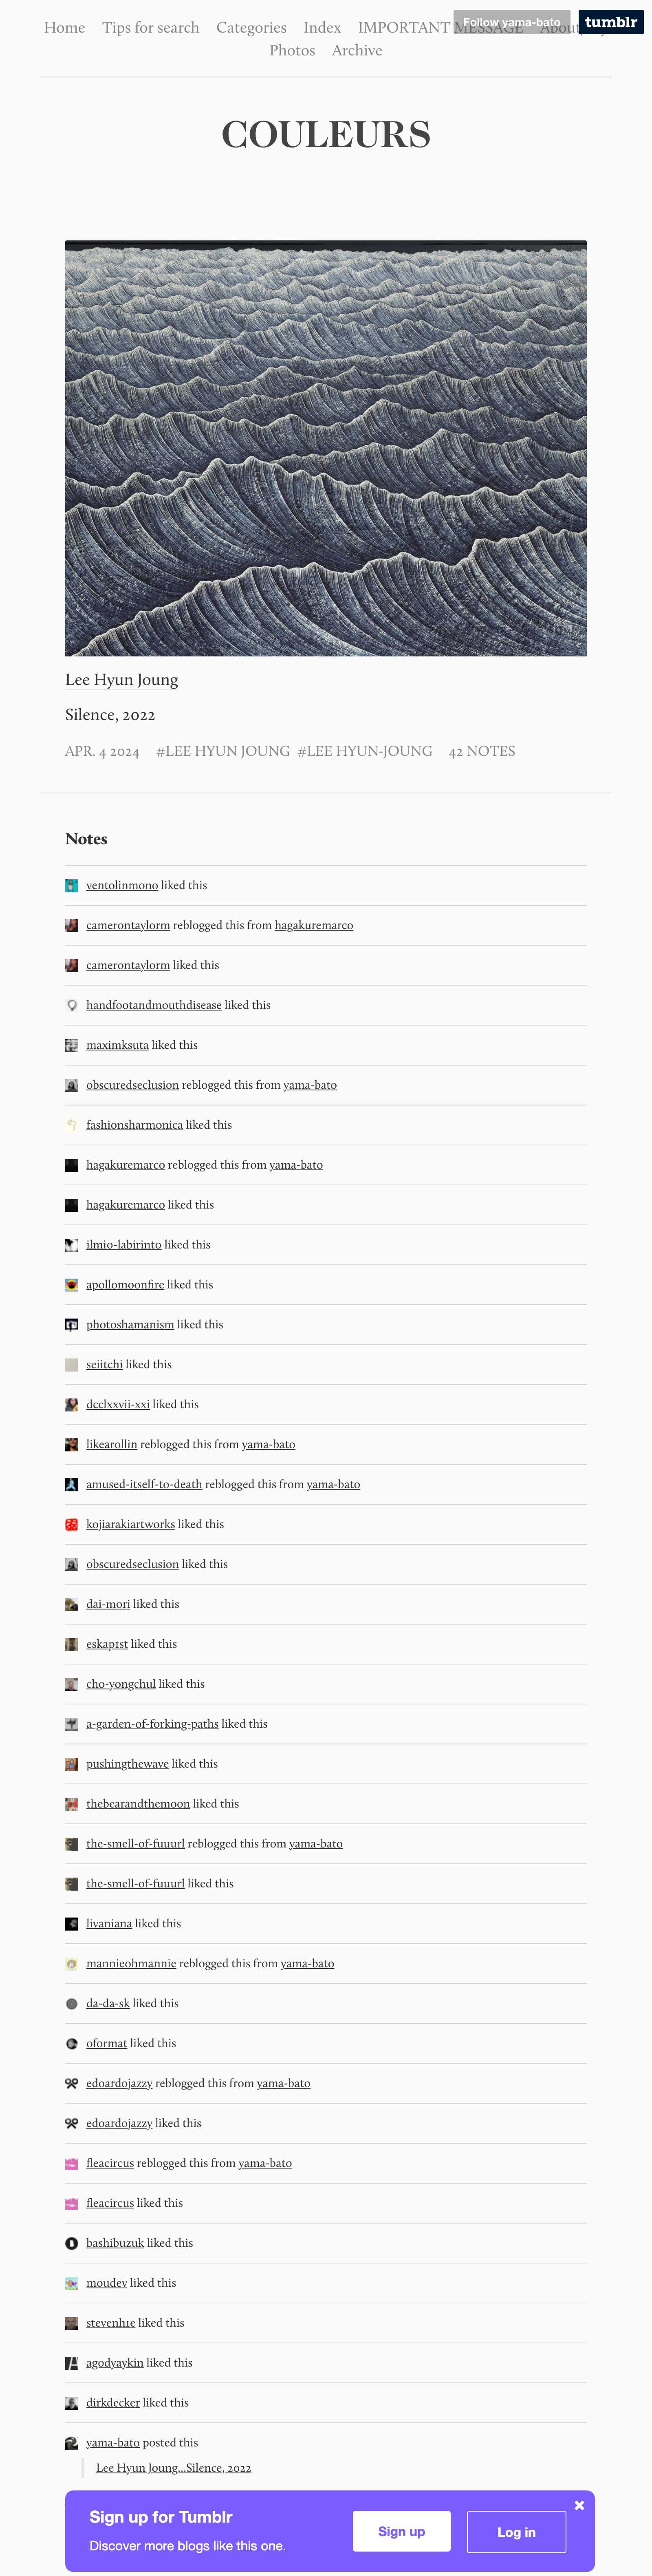 Home Tips for search Categories Index IMPORTANT MESSAGE About
Follow yama-bato
tumblr
Photos Archive
COULEURS
Lee Hyun Joung
Silence, 2022
APR. 4 2024 #LEE HYUN JOUNG #LEE HYUN-JOUNG 42 NOTES
Notes
ventolinmono liked this
camerontaylorm reblogged this from hagakuremarco
camerontaylorm liked this
handfootandmouthdisease liked this
maximksuta liked this
obscuredseclusion reblogged this from yama-bato
fashionsharmonica liked this
hagakuremarco reblogged this from yama-bato
hagakuremarco liked this
ilmio-labirinto liked this
apollomoonfire liked this
photoshamanism liked this
seiitchi liked this
dcclxxvii-xxi liked this
likearollin reblogged this from yama-bato
amused-itself-to-death reblogged this from yama-bato
kojiarakiartworks liked this
obscuredseclusion liked this
dai-mori liked this
eskap1st liked this
cho-yongchul liked this
a-garden-of-forking-paths liked this
pushingthewave liked this
thebearandthemoon liked this
the-smell-of-fuuurl reblogged this from yama-bato
the-smell-of-fuuurl liked this
livaniana liked this
mannieohmannie reblogged this from yama-bato
da-da-sk liked this
oformat liked this
edoardojazzy reblogged this from yama-bato
edoardojazzy liked this
fleacircus reblogged this from yama-bato
fleacircus liked this
bashibuzuk liked this
moudev liked this
stevenh1e liked this
agodyaykin liked this
dirkdecker liked this
yama-bato posted this
Lee Hyun Joung...Silence, 2022
Sign up for Tumblr
Discover more blogs like this one.
Sign up
Log in